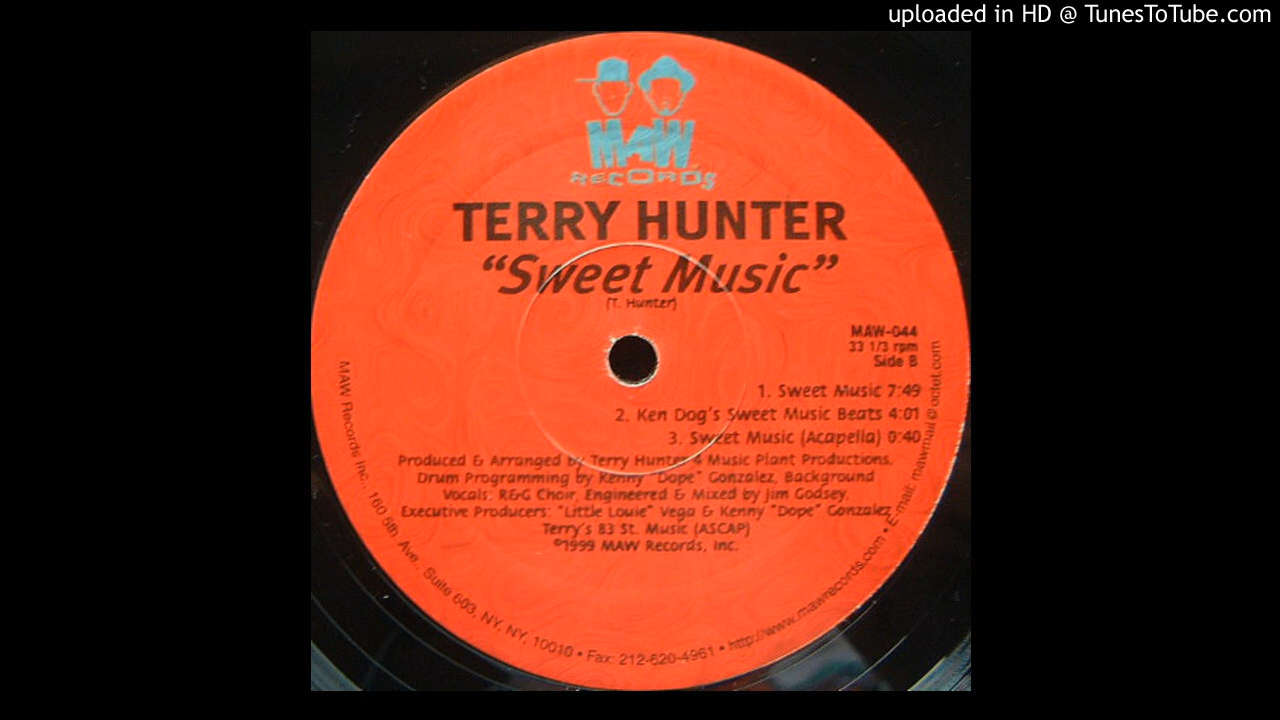 uploaded in HD @ TunesToTube.com
MAW
RECORDS
TERRY HUNTER
“Sweet Music”
(T. Hunter)
MAW-044
33 1/3 rpm
Side B
1. Sweet Music 7:49
2. Ken Dog's Sweet Music Beats 4:01
3. Sweet Music (Acapella) 0:40
Produced & Arranged by Terry Hunter 4 Music Plant Productions.
Drum Programming by Kenny "Dope" Gonzalez, Background
Vocals: R&G Choir, Engineered & Mixed by Jim Godsey.
Executive Producers: "Little Louie" Vega & Kenny "Dope" Gonzalez
Terry's 83 St. Music (ASCAP)
©1999 MAW Records, Inc.
MAW Records Inc., 160 5th Ave., Suite 603, NY, NY, 10010 • Fax: 212-620-4961 • http://www.mawrecords.com • E-mail: mawmail@octet.com